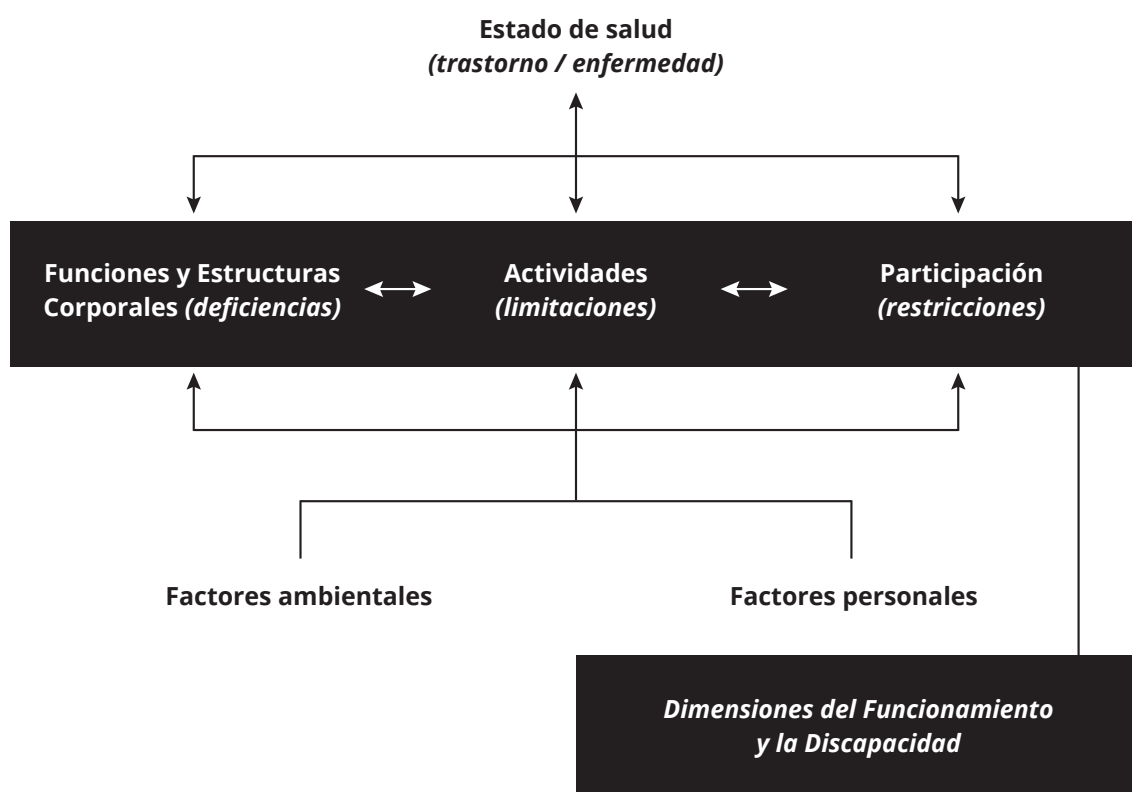 Estado de salud
(trastorno / enfermedad)
Funciones y Estructuras
Corporales (deficiencias)
Actividades
(limitaciones)
Participación
(restricciones)
Factores ambientales
Factores personales
Dimensiones del Funcionamiento
y la Discapacidad